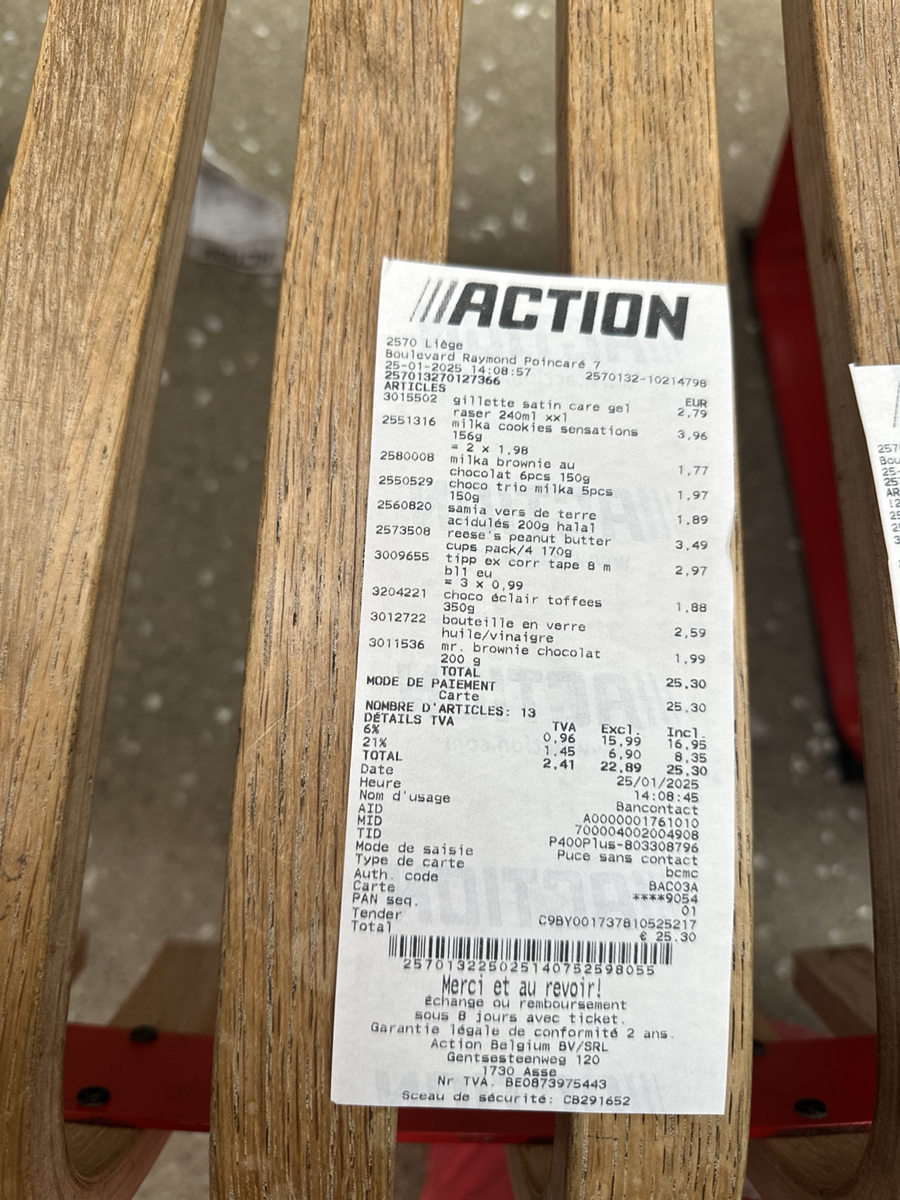 ACTION
2570 Liège
Boulevard Raymond Poincaré 7
25-01-2025 14:08:57 2570132-10214798
257013270127366
ARTICLES EUR
3015502 gillette satin care gel 2,79
raser 240ml xxl
2551316 milka cookies sensations 3,96
156g
= 2 x 1,98
2580008 milka brownie au 1,77
chocolat 6pcs 150g
2550529 choco trio milka 5pcs 1,97
150g
2560820 samia vers de terre 1,89
acidulés 200g halal
2573508 reese's peanut butter 3,49
cups pack/4 170g
3009655 tipp ex corr tape 8 m 2,97
bli eu
= 3 x 0,99
3204221 choco éclair toffees 1,88
350g
3012722 bouteille en verre 2,59
huile/vinaigre
3011536 mr. brownie chocolat 1,99
200 g
TOTAL 25,30
MODE DE PAIEMENT
Carte 25,30
NOMBRE D'ARTICLES: 13
DÉTAILS TVA TVA Excl. Incl.
6% 0,96 15,99 16,95
21% 1,45 6,90 8,35
TOTAL 2,41 22,89 25,30
Date 25/01/2025
Heure 14:08:45
Nom d'usage Bancontact
AID A0000001761010
MID 700004002004908
TID P400Plus-803308796
Mode de saisie Puce sans contact
Type de carte bcmc
Auth. code BAC03A
Carte ****9054
PAN seq. 01
Tender C9BY001737810525217
Total € 25.30
2570132250251407525980​55
Merci et au revoir!
Échange ou remboursement
sous 8 jours avec ticket.
Garantie légale de conformité 2 ans.
Action Belgium BV/SRL
Gentsesteenweg 120
1730 Asse
Nr TVA. BE0873975443
Sceau de sécurité: CB291652